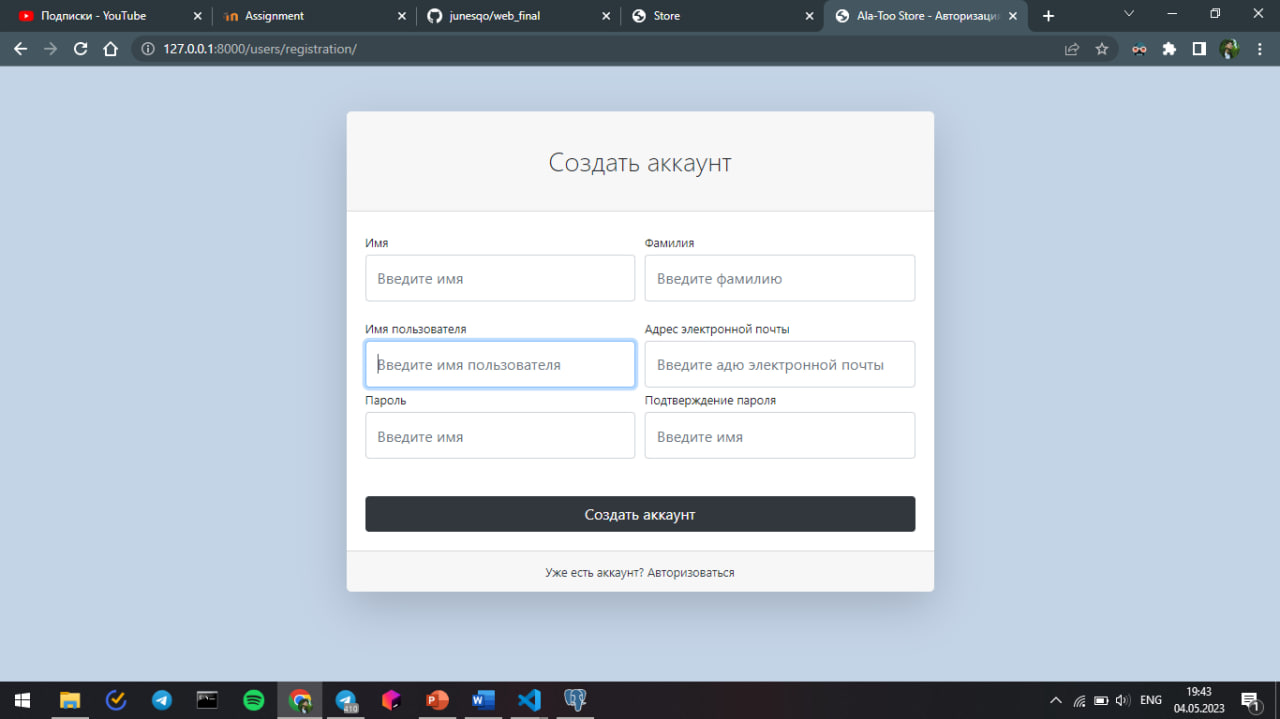 Подписки - YouTube
Assignment
junesqo/web_final
Store
Ala-Too Store - Авторизация
127.0.0.1:8000/users/registration/
Создать аккаунт
Имя
Фамилия
Введите имя
Введите фамилию
Имя пользователя
Адрес электронной почты
Введите имя пользователя
Введите адю электронной почты
Пароль
Подтверждение пароля
Введите имя
Введите имя
Создать аккаунт
Уже есть аккаунт? Авторизоваться
410
ENG
19:43
04.05.2023
1